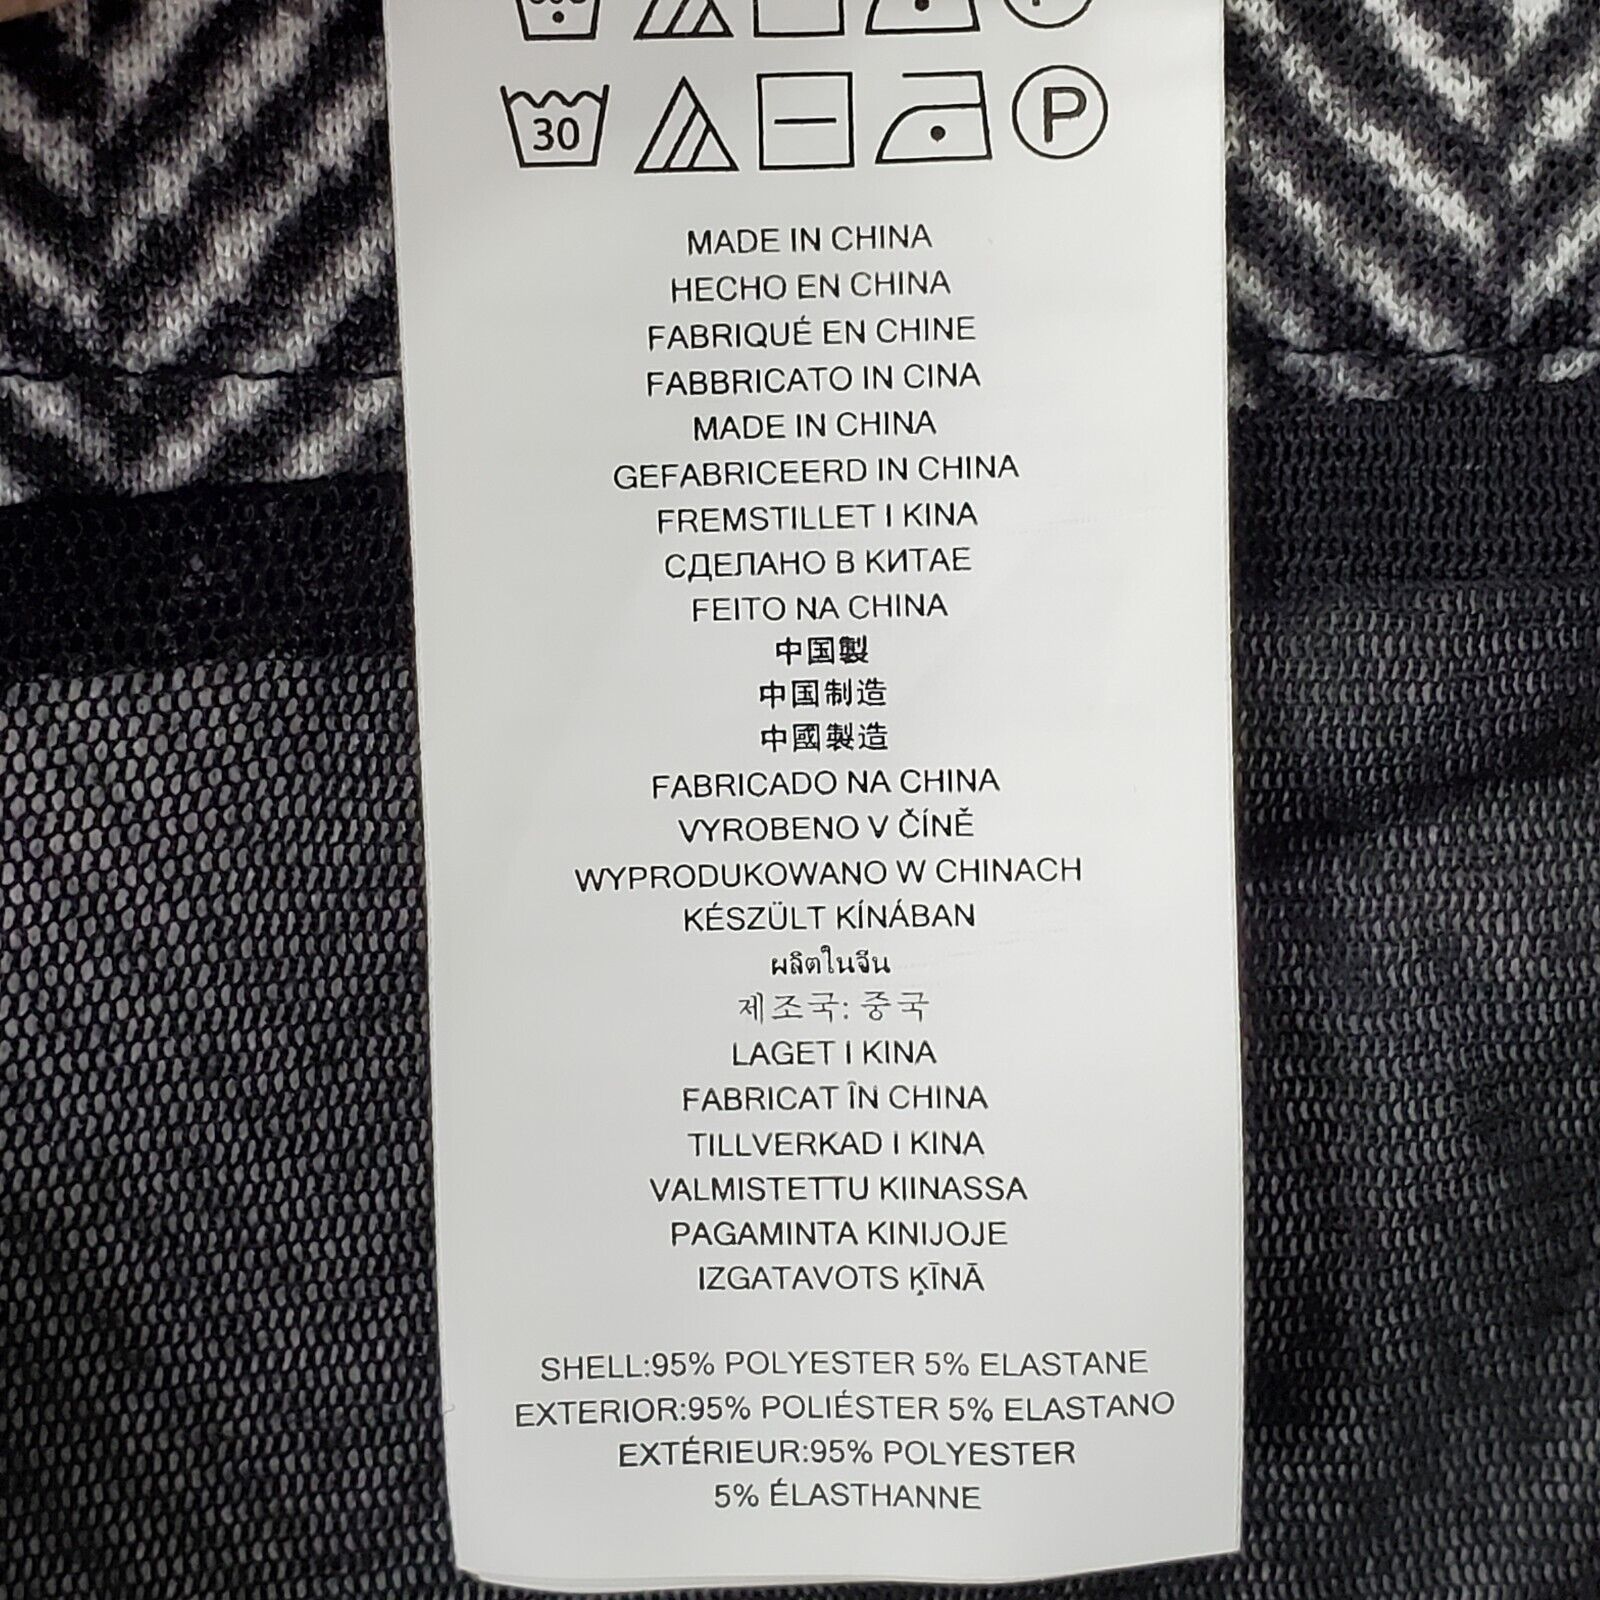 30 P
MADE IN CHINA
HECHO EN CHINA
FABRIQUÉ EN CHINE
FABBRICATO IN CINA
MADE IN CHINA
GEFABRICEERD IN CHINA
FREMSTILLET I KINA
СДЕЛАНО В КИТАЕ
FEITO NA CHINA
中国製
中国制造
中國製造
FABRICADO NA CHINA
VYROBENO V ČÍNĚ
WYPRODUKOWANO W CHINACH
KÉSZÜLT KÍNÁBAN
ผลิตในจีน
제조국: 중국
LAGET I KINA
FABRICAT ÎN CHINA
TILLVERKAD I KINA
VALMISTETTU KIINASSA
PAGAMINTA KINIJOJE
IZGATAVOTS ĶĪNĀ
SHELL:95% POLYESTER 5% ELASTANE
EXTERIOR:95% POLIÉSTER 5% ELASTANO
EXTÉRIEUR:95% POLYESTER
5% ÉLASTHANNE